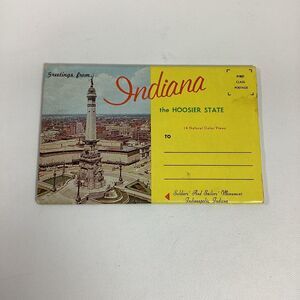 Greetings from
Indiana
the HOOSIER STATE
FIRST
CLASS
POSTAGE
14 Natural Color Views
TO
Soldiers' And Sailors' Monument
Indianapolis, Indiana